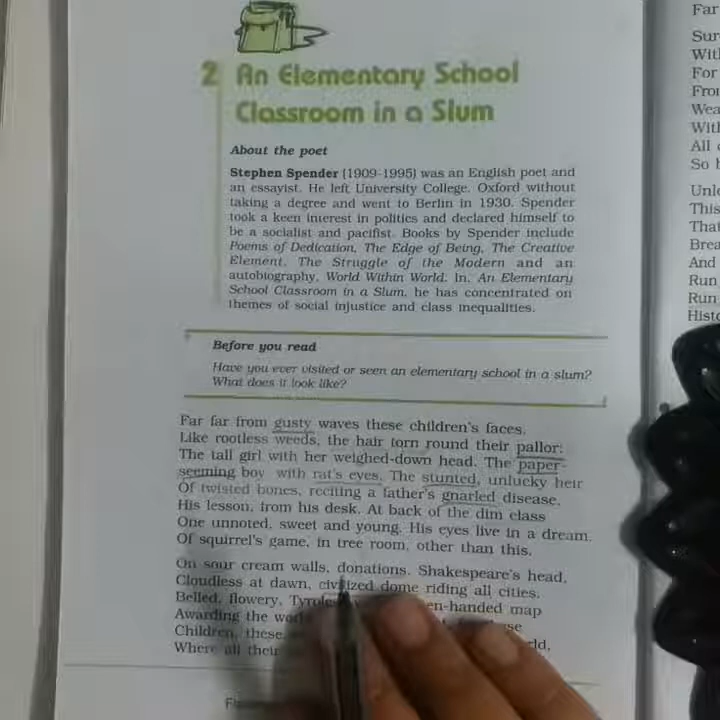 2 An Elementary School
Classroom in a Slum
About the poet
Stephen Spender (1909-1995) was an English poet and
an essayist. He left University College, Oxford without
taking a degree and went to Berlin in 1930. Spender
took a keen interest in politics and declared himself to
be a socialist and pacifist. Books by Spender include
Poems of Dedication, The Edge of Being, The Creative
Element, The Struggle of the Modern and an
autobiography, World Within World. In, An Elementary
School Classroom in a Slum, he has concentrated on
themes of social injustice and class inequalities.
Before you read
Have you ever visited or seen an elementary school in a slum?
What does it look like?
Far far from gusty waves these children's faces.
Like rootless weeds, the hair torn round their pallor:
The tall girl with her weighed-down head. The paper-
seeming boy, with rat's eyes. The stunted, unlucky heir
Of twisted bones, reciting a father's gnarled disease,
His lesson, from his desk. At back of the dim class
One unnoted, sweet and young. His eyes live in a dream,
Of squirrel's game, in tree room, other than this.
On sour cream walls, donations. Shakespeare's head,
Cloudless at dawn, civilized dome riding all cities.
Belled, flowery, en-handed map
Awarding the
Children, these
Where all their
Far
Sur
With
For
Fro
Wea
With
All
So
Unle
This
That
Brea
And
Run
Run
Histo